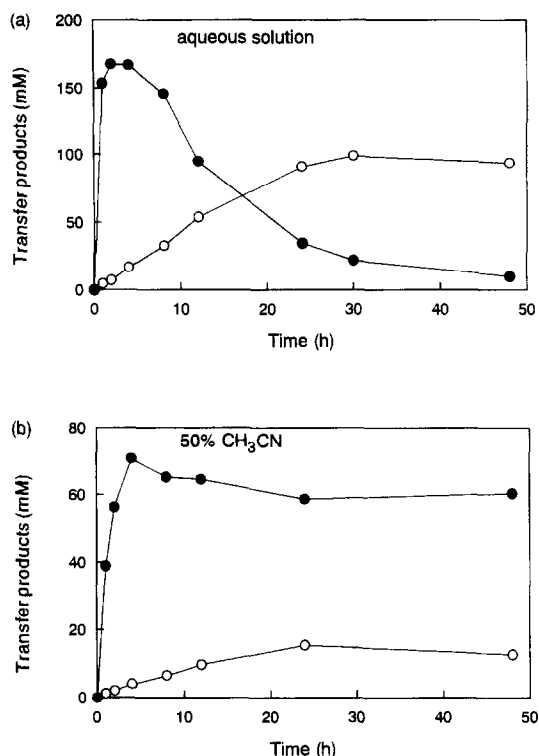 (a)
aqueous solution
Transfer products (mM)
200
150
100
50
0
0 10 20 30 40 50
Time (h)
(b)
50% CH₃CN
Transfer products (mM)
80
60
40
20
0
0 10 20 30 40 50
Time (h)